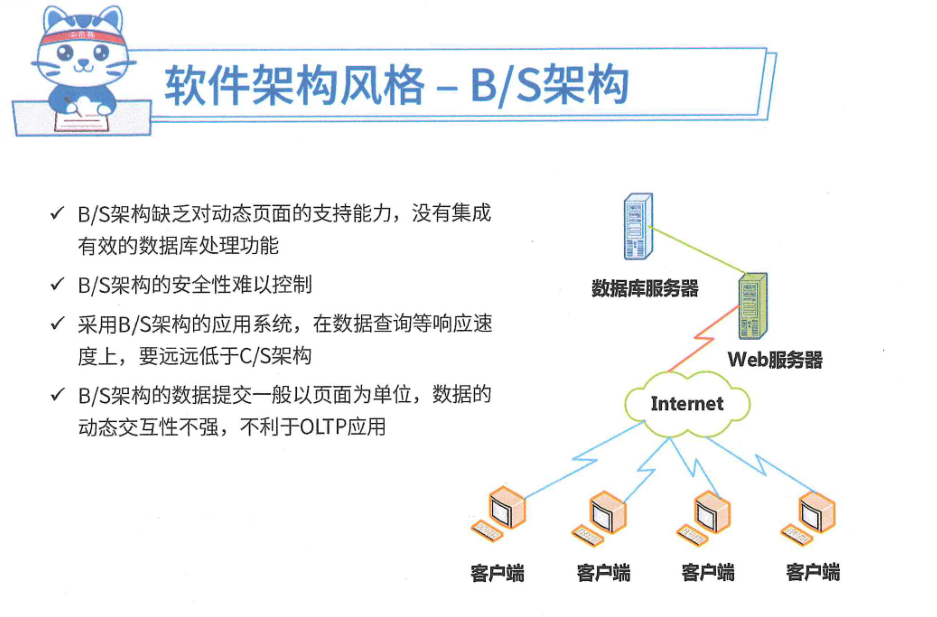 软件架构风格 – B/S架构
✓ B/S架构缺乏对动态页面的支持能力，没有集成
有效的数据库处理功能
✓ B/S架构的安全性难以控制
✓ 采用B/S架构的应用系统，在数据查询等响应速
度上，要远远低于C/S架构
✓ B/S架构的数据提交一般以页面为单位，数据的
动态交互性不强，不利于OLTP应用
数据库服务器
Web服务器
Internet
客户端
客户端
客户端
客户端